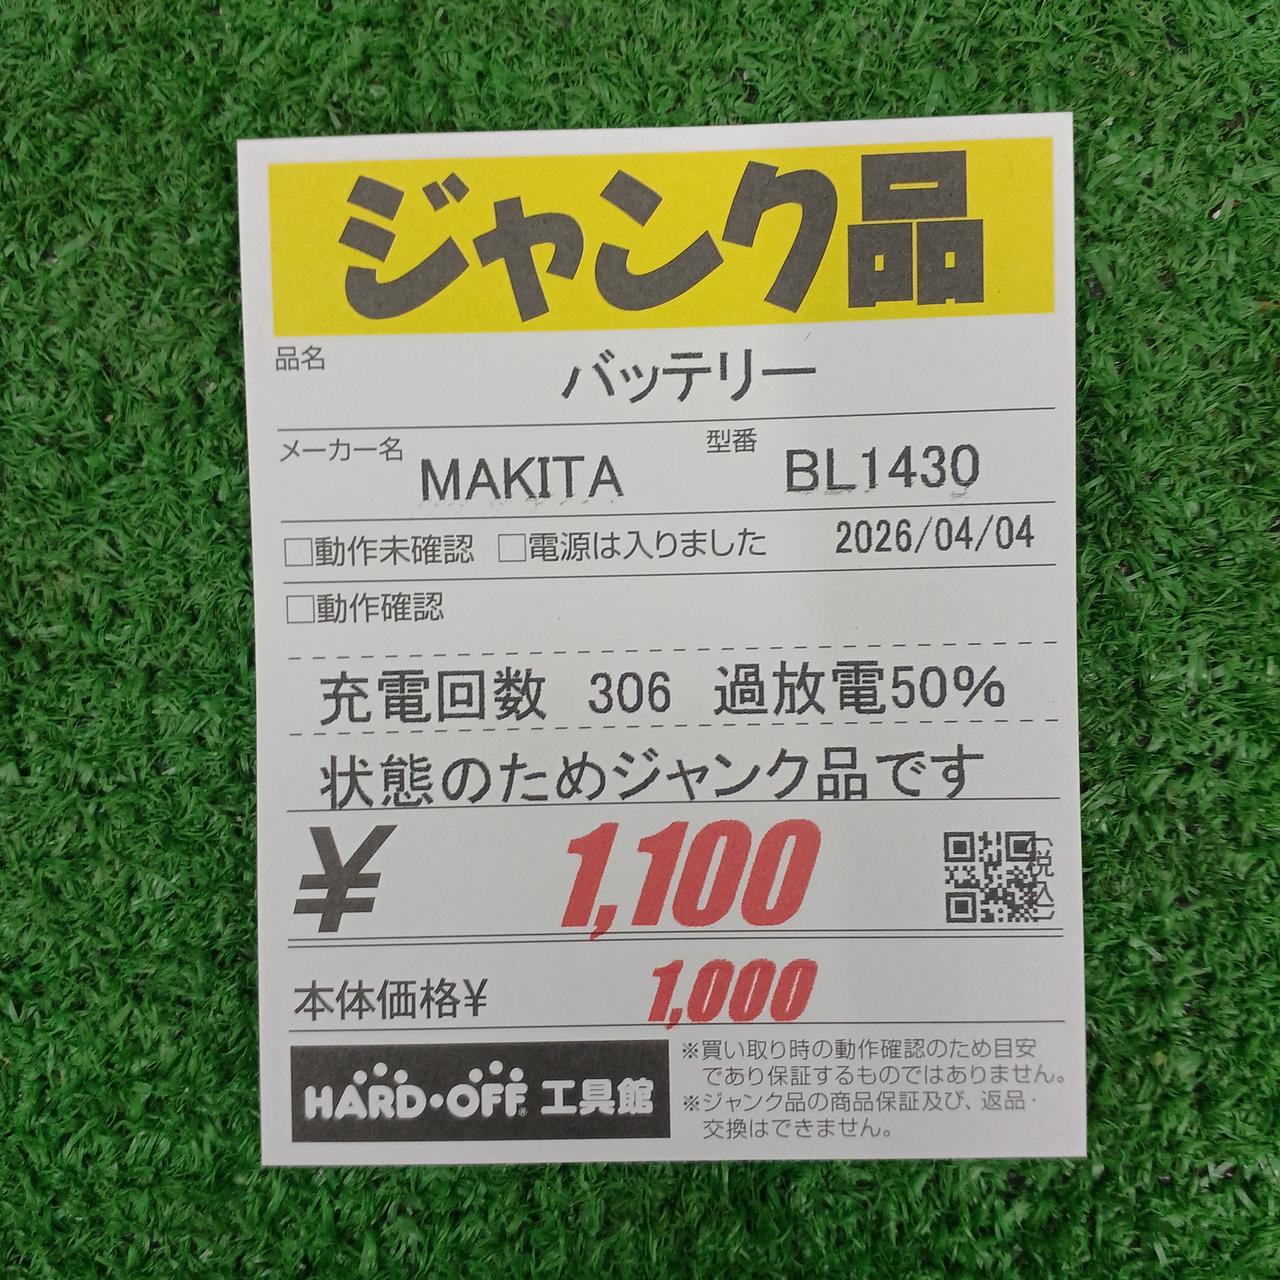 ジャンク品
品名 バッテリー
メーカー名 MAKITA 型番 BL1430
□動作未確認 □電源は入りました 2026/04/04
□動作確認
充電回数 306 過放電50%
状態のためジャンク品です
¥ 1,100 (税込)
本体価格¥ 1,000
HARD・OFF 工具館
※買い取り時の動作確認のため目安
であり保証するものではありません。
※ジャンク品の商品保証及び、返品・
交換はできません。